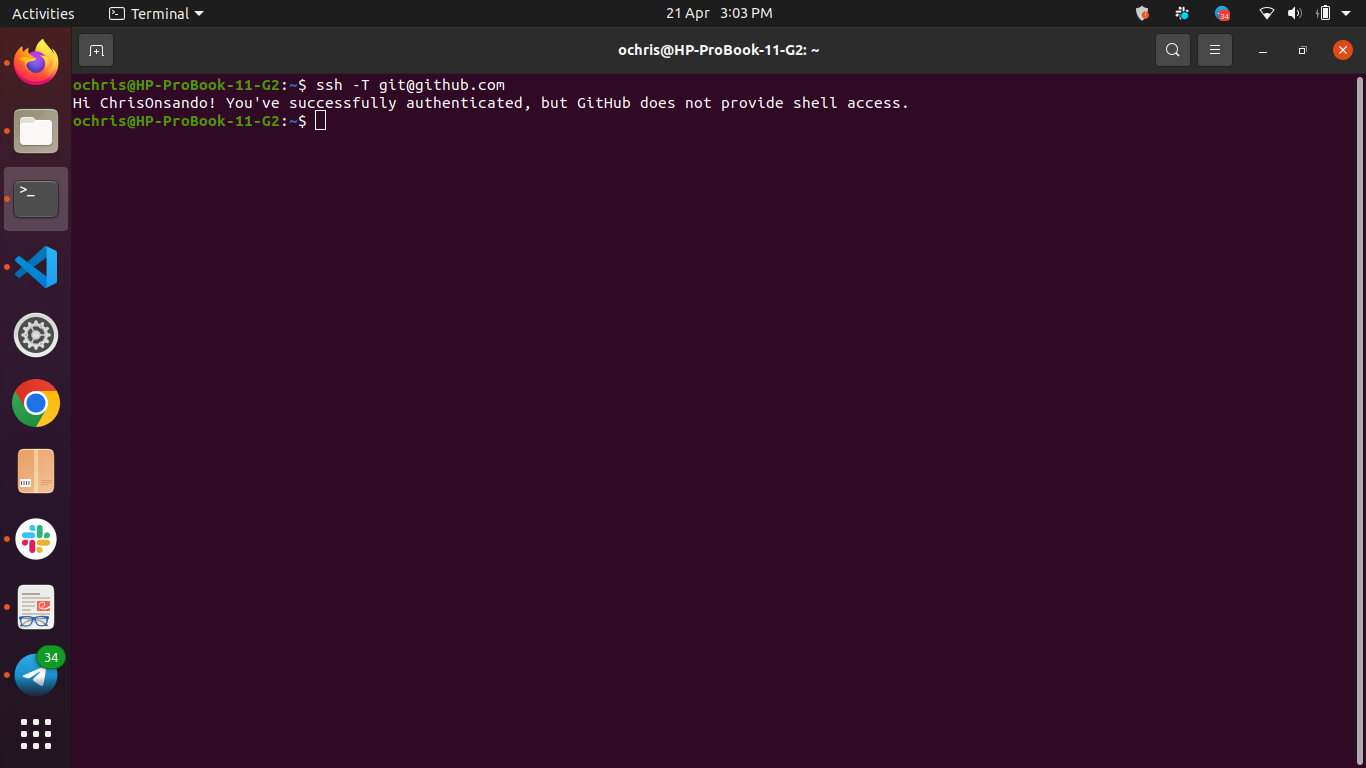 Activities
Terminal
21 Apr 3:03 PM
34
ochris@HP-ProBook-11-G2: ~
ochris@HP-ProBook-11-G2:~$ ssh -T git@github.com
Hi ChrisOnsando! You've successfully authenticated, but GitHub does not provide shell access.
ochris@HP-ProBook-11-G2:~$
>_
34